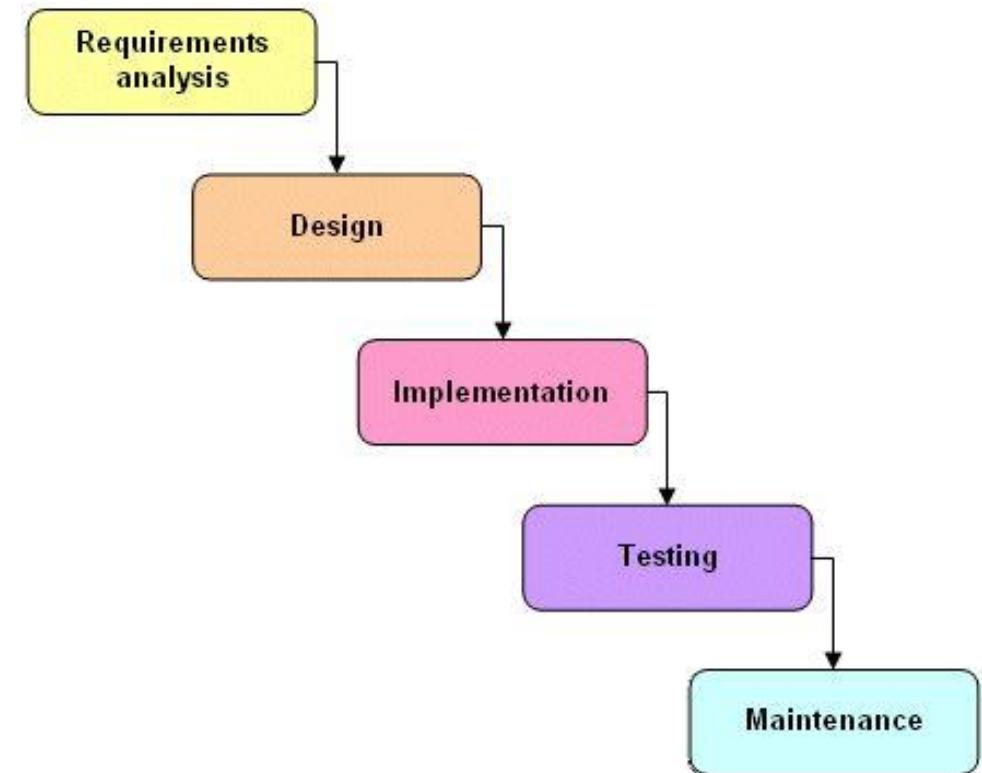 Requirements
analysis
Design
Implementation
Testing
Maintenance